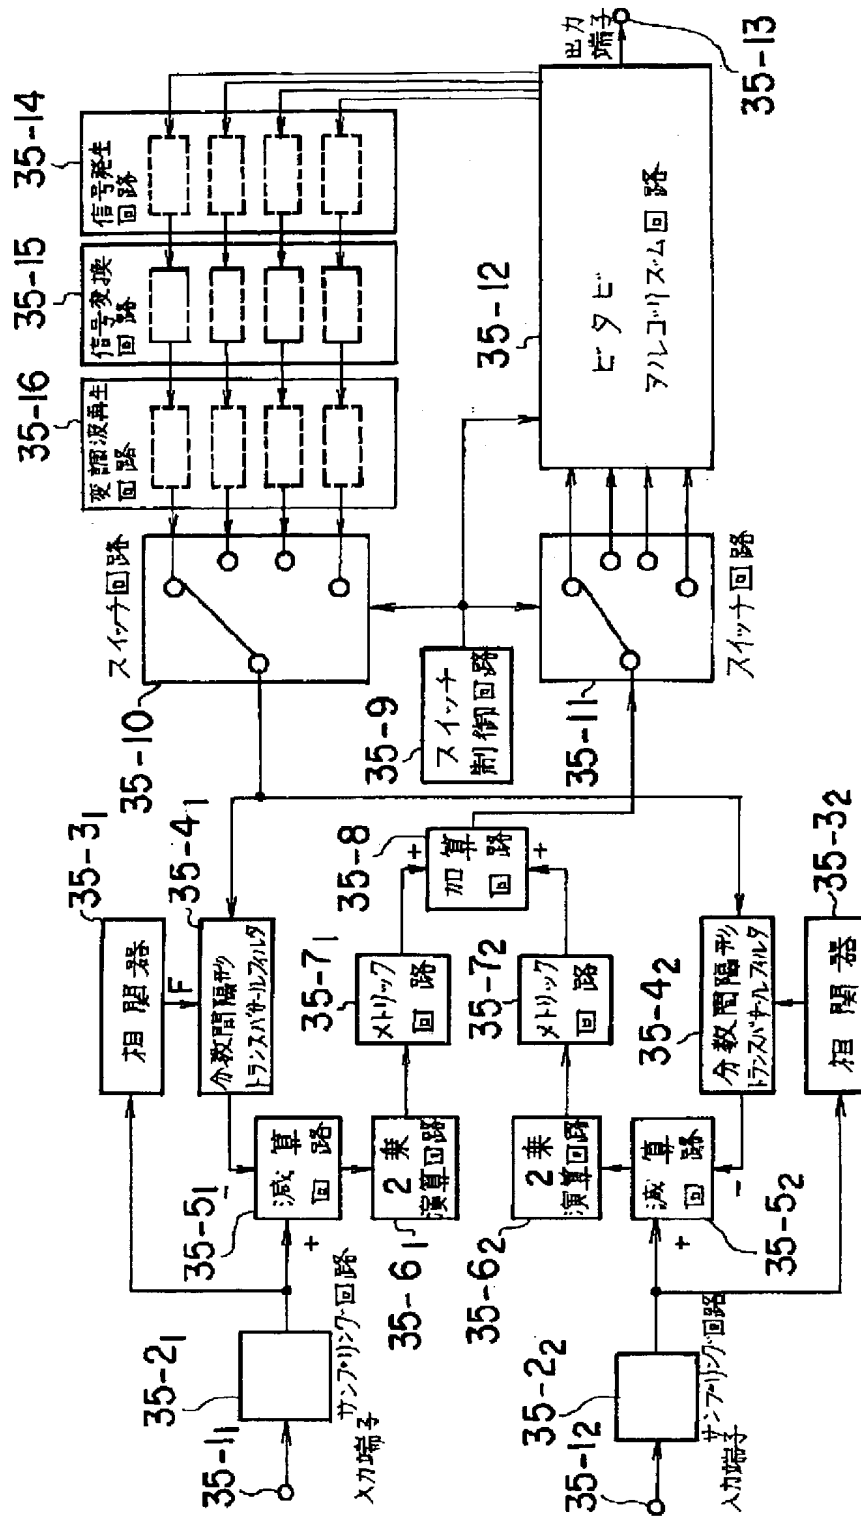 35-1₁
入力端子
35-2₁
サンプリング回路
35-3₁
相関器
F
35-4₁
分数間隔形
トランスバサールフィルタ
35-5₁
減算
回路
+
-
35-6₁
2乗
演算回路
35-7₁
メトリック
回路
35-8
加算
回路
+
+
35-9
スイッチ
制御回路
35-10
スイッチ回路
35-16
変調波再生
回路
35-15
信号変換
回路
35-14
信号発生
回路
35-1₂
入力端子
35-2₂
サンプリング回路
35-3₂
相関器
35-4₂
分数間隔形
トランスバサールフィルタ
35-5₂
減算
回路
+
-
35-6₂
2乗
演算回路
35-7₂
メトリック
回路
35-11
スイッチ回路
35-12
ビタビ
アルゴリズム回路
出力
端子
35-13